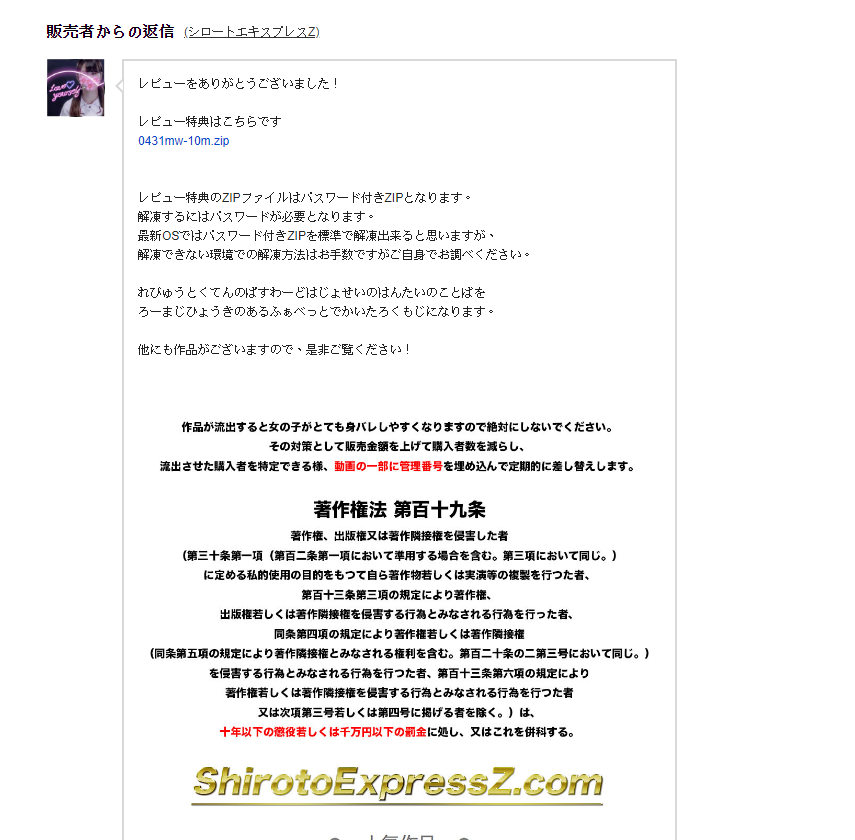 販売者からの返信 (シロートエキスプレスZ)
Love
yourself
レビューをありがとうございました！
レビュー特典はこちらです
0431mw-10m.zip
レビュー特典のZIPファイルはパスワード付きZIPとなります。
解凍するにはパスワードが必要となります。
最新OSではパスワード付きZIPを標準で解凍出来ると思いますが、
解凍できない環境での解凍方法はお手数ですがご自身でお調べください。
れびゅうとくてんのぱすわーどはじょせいのはんたいのことばを
ろーまじひょうきのあるふぁべっとでかいたろくもじになります。
他にも作品がございますので、是非ご覧ください！
作品が流出すると女の子がとても身バレしやすくなりますので絶対にしないでください。
その対策として販売金額を上げて購入者数を減らし、
流出させた購入者を特定できる様、動画の一部に管理番号を埋め込んで定期的に差し替えします。
著作権法 第百十九条
著作権、出版権又は著作隣接権を侵害した者
（第三十条第一項（第百二条第一項において準用する場合を含む。第三項において同じ。）
に定める私的使用の目的をもつて自ら著作物若しくは実演等の複製を行つた者、
第百十三条第三項の規定により著作権、
出版権若しくは著作隣接権を侵害する行為とみなされる行為を行った者、
同条第四項の規定により著作権若しくは著作隣接権
（同条第五項の規定により著作隣接権とみなされる権利を含む。第百二十条の二第三号において同じ。）
を侵害する行為とみなされる行為を行つた者、第百十三条第六項の規定により
著作権若しくは著作隣接権を侵害する行為とみなされる行為を行つた者
又は次項第三号若しくは第四号に掲げる者を除く。）は、
十年以下の懲役若しくは千万円以下の罰金に処し、又はこれを併科する。
ShirotoExpressZ.com